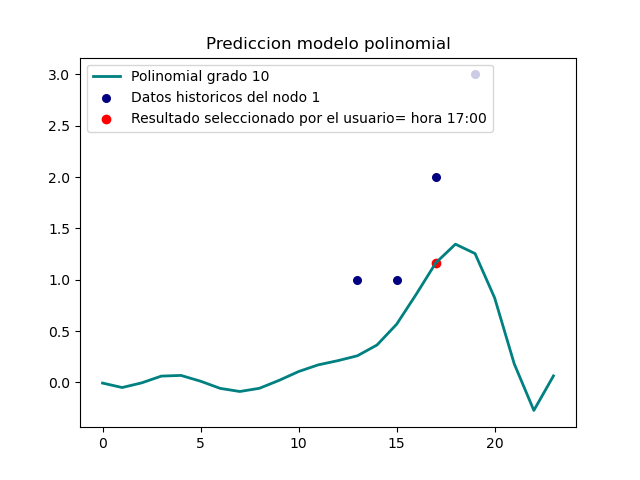 Prediccion modelo polinomial
Polinomial grado 10
Datos historicos del nodo 1
Resultado seleccionado por el usuario= hora 17:00
3.0
2.5
2.0
1.5
1.0
0.5
0.0
0 5 10 15 20